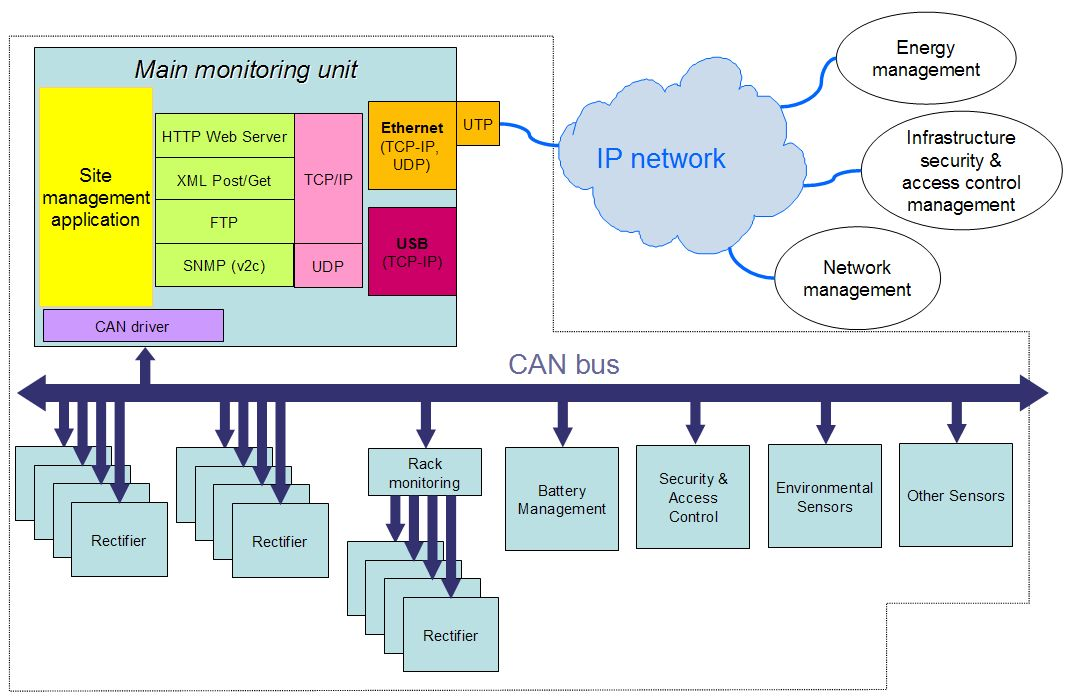 Main monitoring unit
Site
management
application
HTTP Web Server
XML Post/Get
FTP
SNMP (v2c)
TCP/IP
UDP
Ethernet
(TCP-IP,
UDP)
UTP
USB
(TCP-IP)
CAN driver
IP network
Energy
management
Infrastructure
security &
access control
management
Network
management
CAN bus
Rectifier
Rectifier
Rack
monitoring
Rectifier
Battery
Management
Security &
Access
Control
Environmental
Sensors
Other Sensors